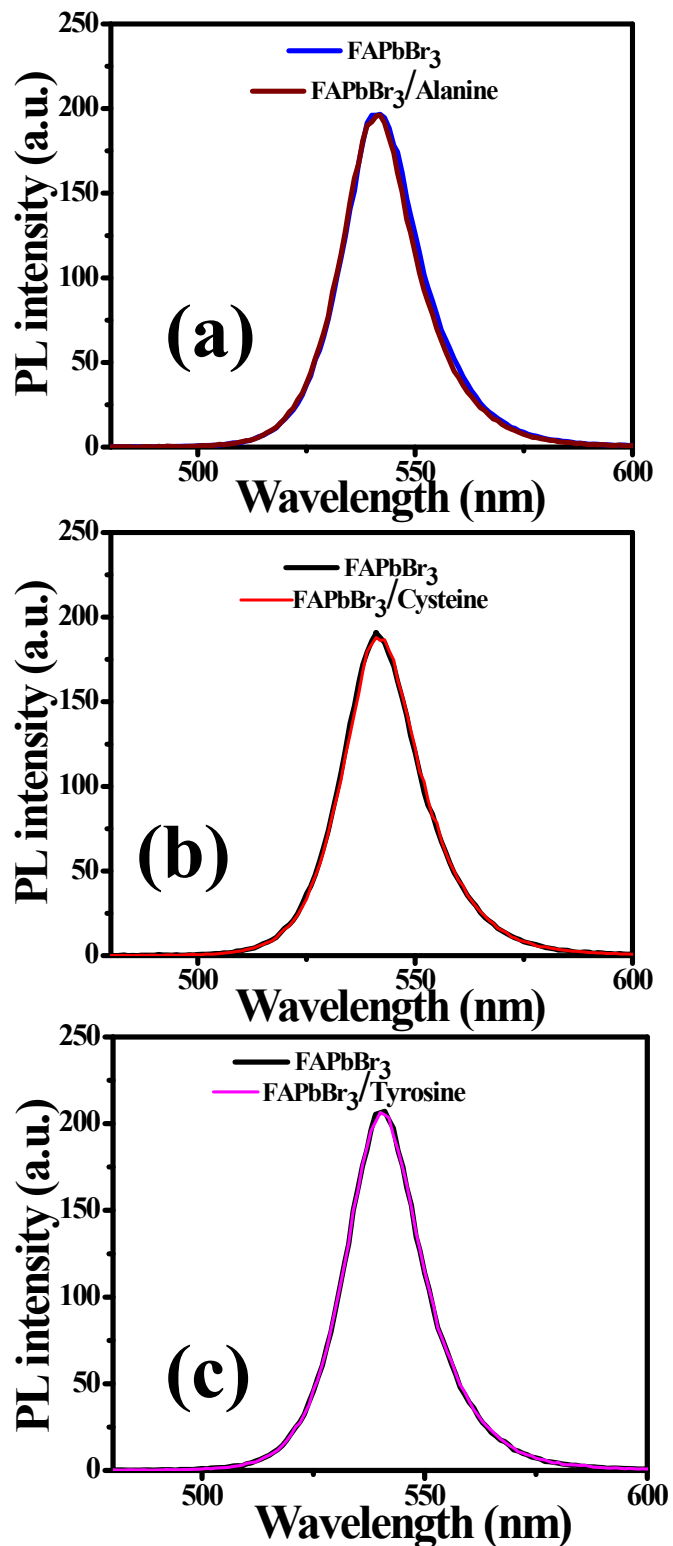 250
200
150
100
50
0
PL intensity (a.u.)
FAPbBr3
FAPbBr3/Alanine
(a)
500 550 600
Wavelength (nm)
250
200
150
100
50
0
PL intensity (a.u.)
FAPbBr3
FAPbBr3/Cysteine
(b)
500 550 600
Wavelength (nm)
250
200
150
100
50
0
PL intensity (a.u.)
FAPbBr3
FAPbBr3/Tyrosine
(c)
500 550 600
Wavelength (nm)